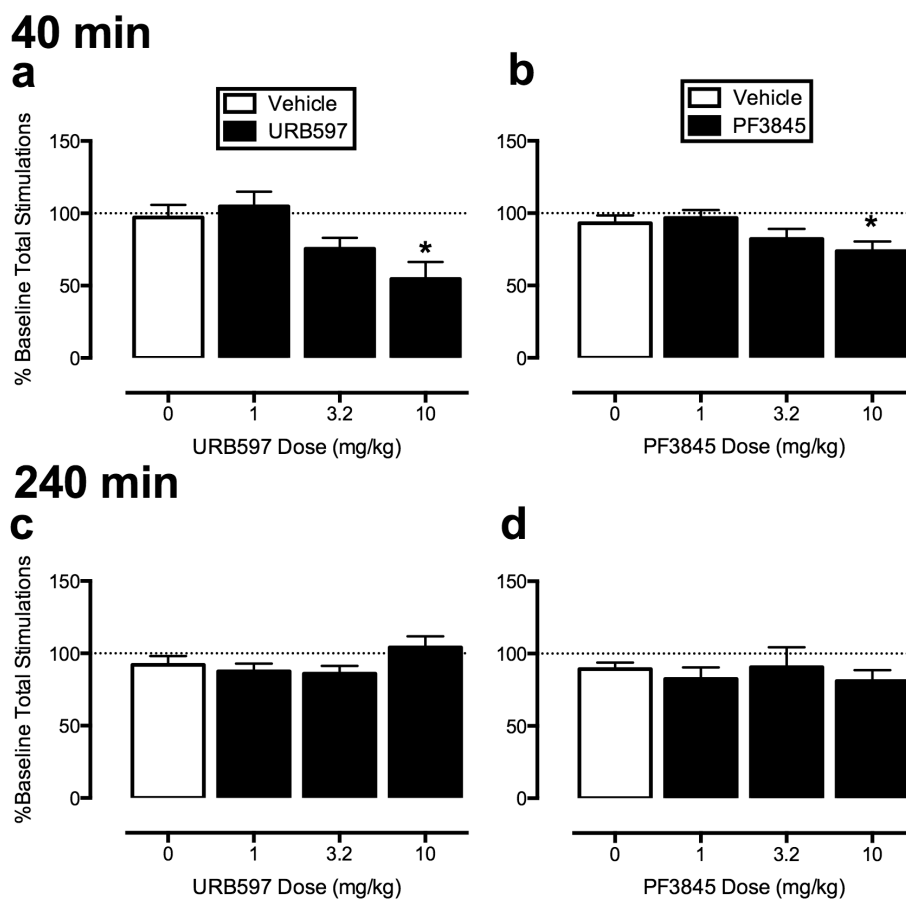 40 min
a
b
Vehicle
URB597
Vehicle
PF3845
% Baseline Total Stimulations
150
100
50
0
*
0 1 3.2 10
URB597 Dose (mg/kg)
150
100
50
0
*
0 1 3.2 10
PF3845 Dose (mg/kg)
240 min
c
d
%Baseline Total Stimulations
150
100
50
0
0 1 3.2 10
URB597 Dose (mg/kg)
150
100
50
0
0 1 3.2 10
PF3845 Dose (mg/kg)